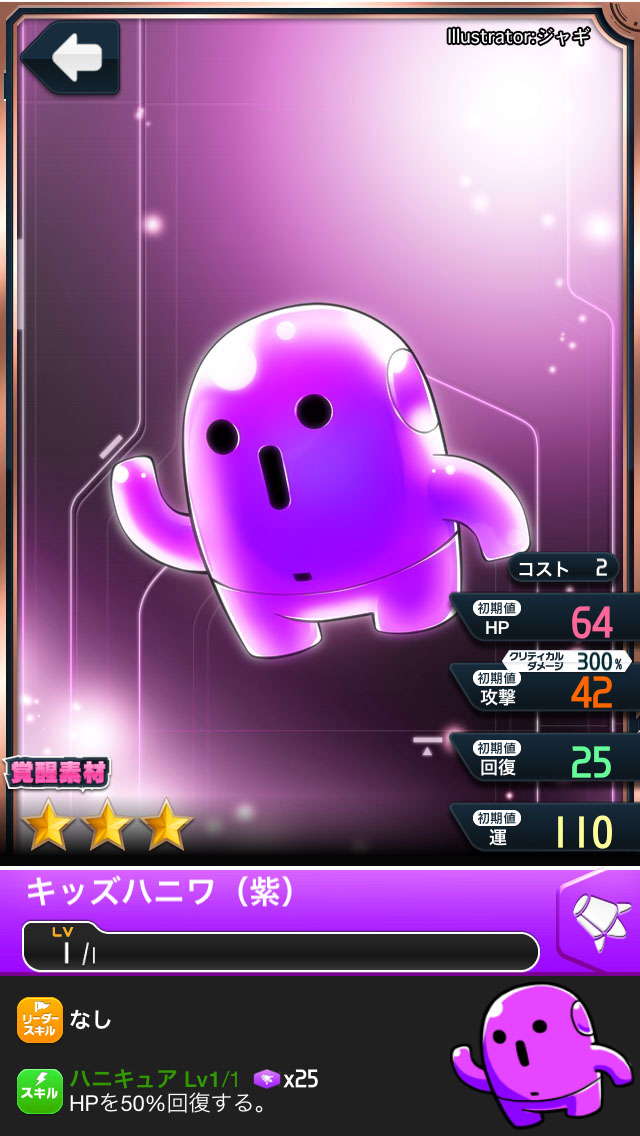 Illustrator:ジャギ
コスト 2
初期値
HP 64
クリティカル
ダメージ 300%
初期値
攻撃 42
初期値
回復 25
覚醒素材
初期値
運 110
キッズハニワ（紫）
LV
1/1
リーダー
スキル なし
スキル ハニキュア Lv1/1 x25
HPを50%回復する。